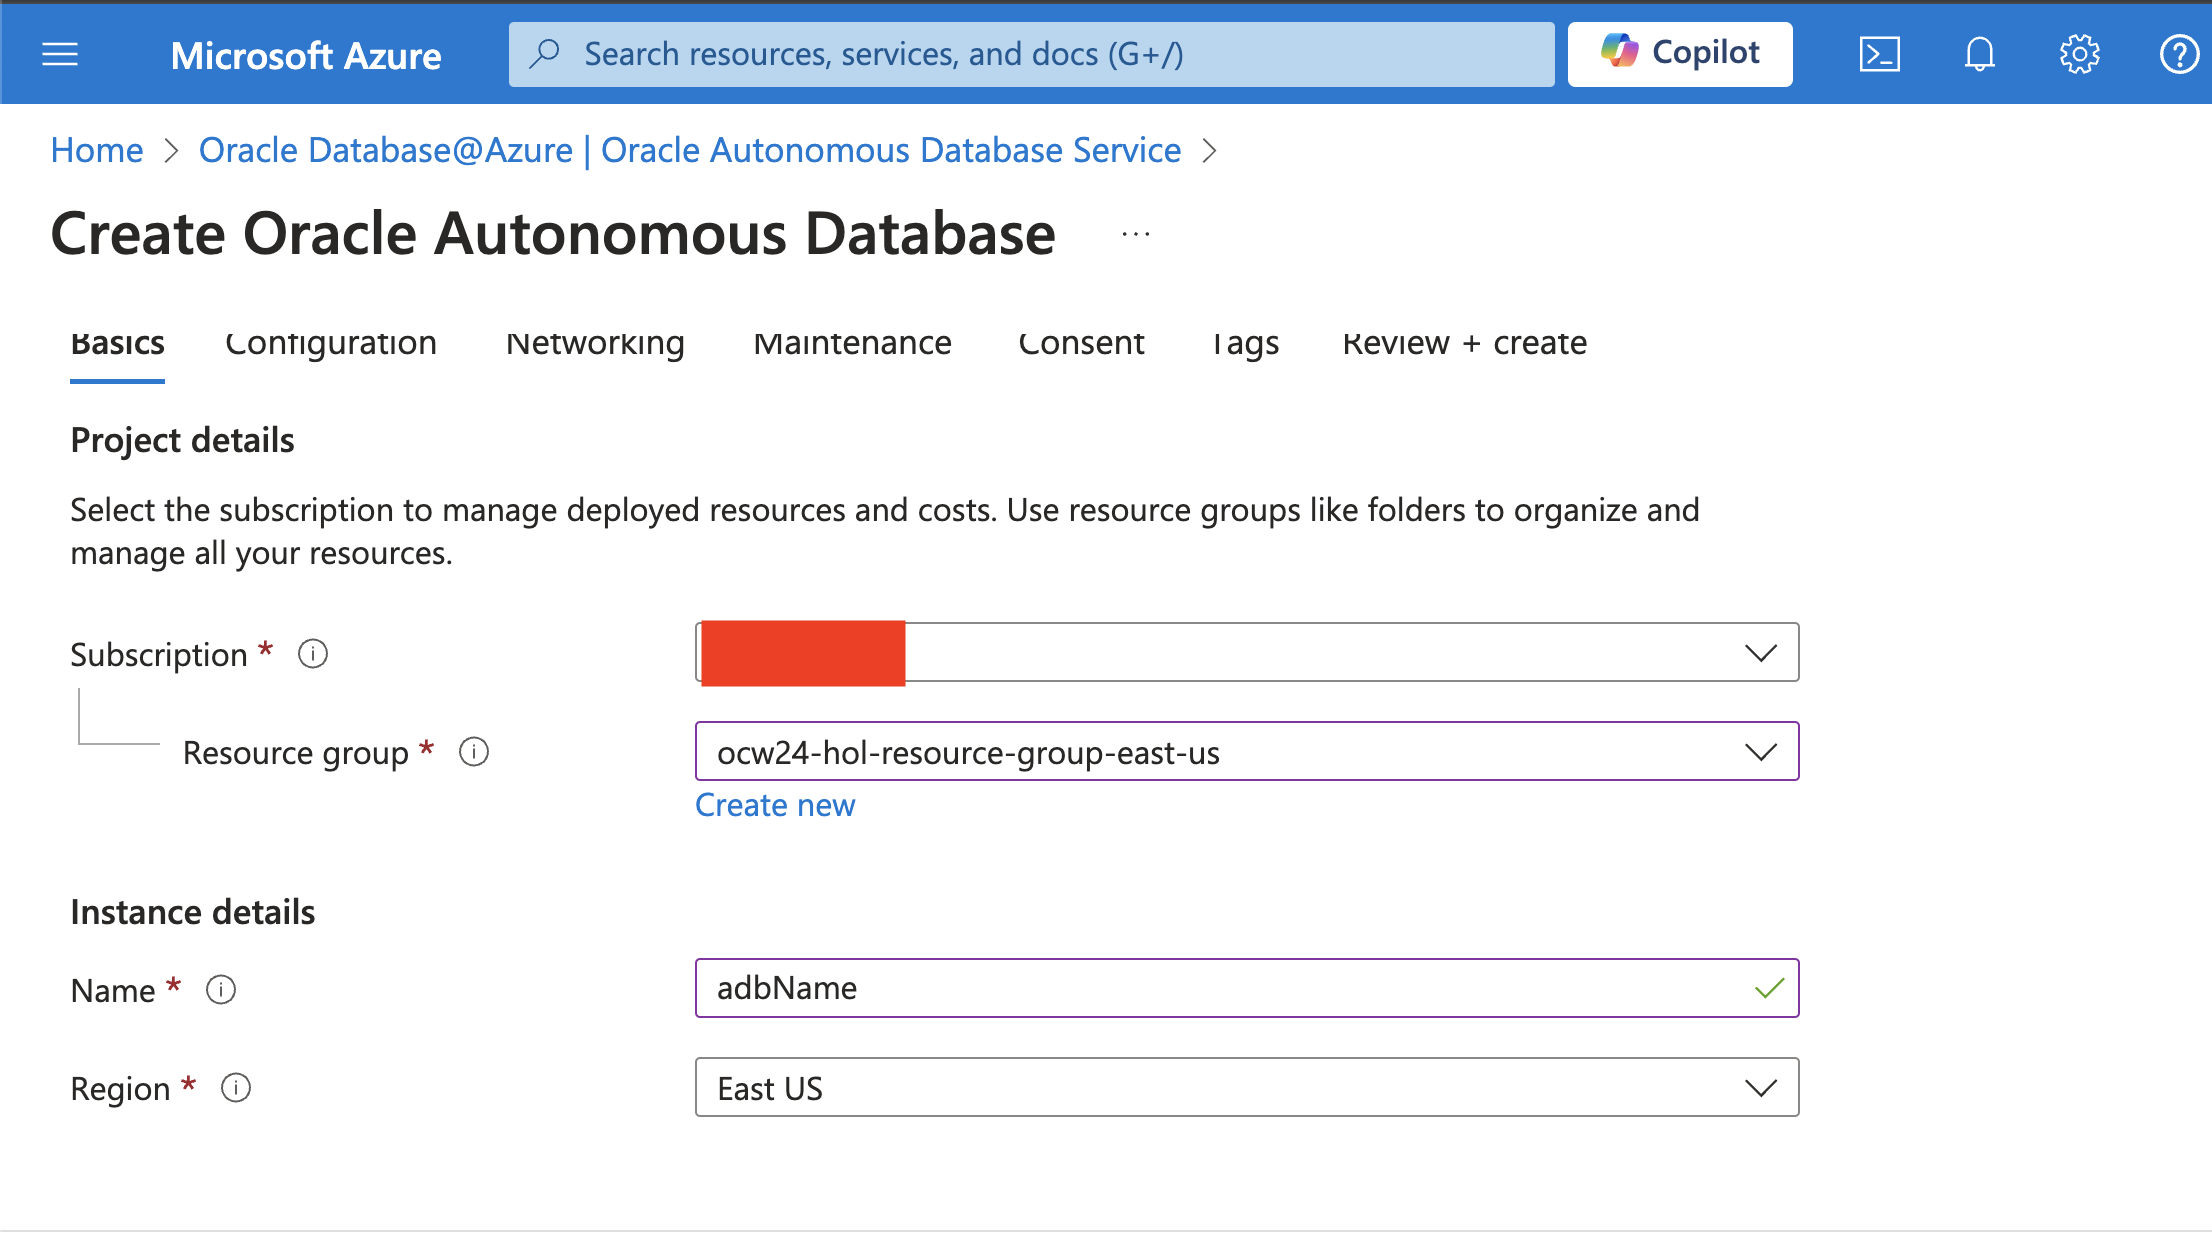 Microsoft Azure
Search resources, services, and docs (G+/)
Copilot
Home > Oracle Database@Azure | Oracle Autonomous Database Service >
Create Oracle Autonomous Database ...
Basics Configuration Networking Maintenance Consent Tags Review + create
Project details
Select the subscription to manage deployed resources and costs. Use resource groups like folders to organize and
manage all your resources.
Subscription *
Resource group * ocw24-hol-resource-group-east-us
Create new
Instance details
Name * adbName
Region * East US